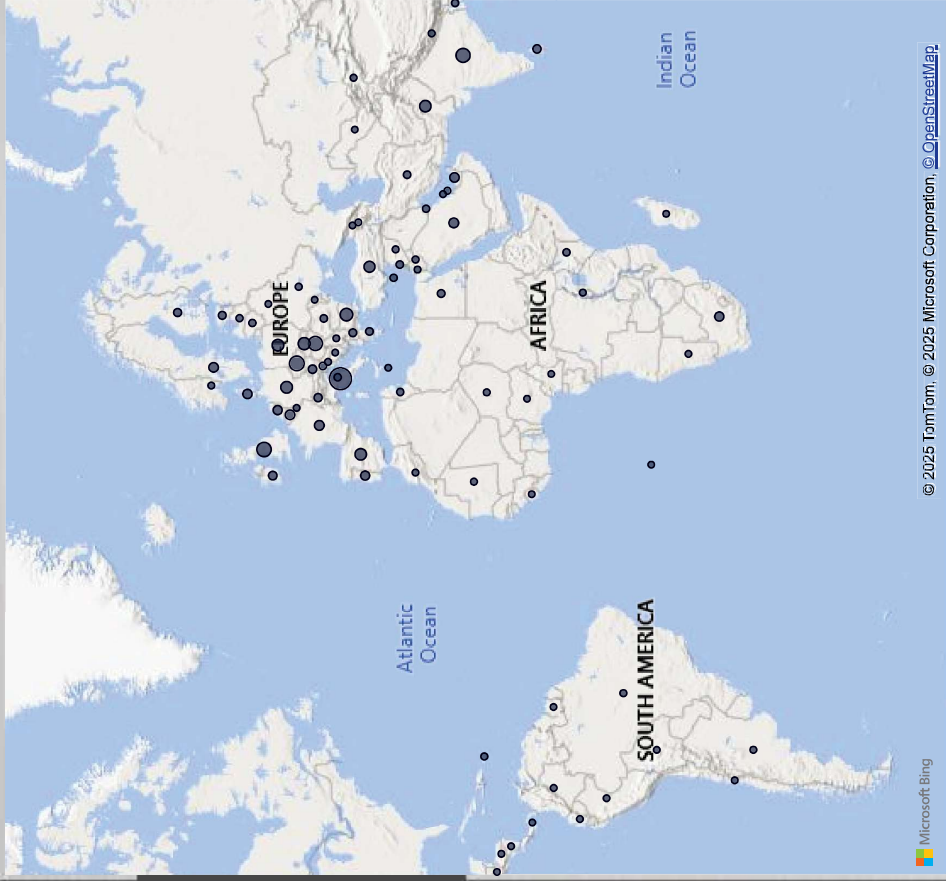 EUROPE
AFRICA
Atlantic
Ocean
Indian
Ocean
SOUTH AMERICA
Microsoft Bing
© 2025 TomTom, © 2025 Microsoft Corporation, © OpenStreetMap